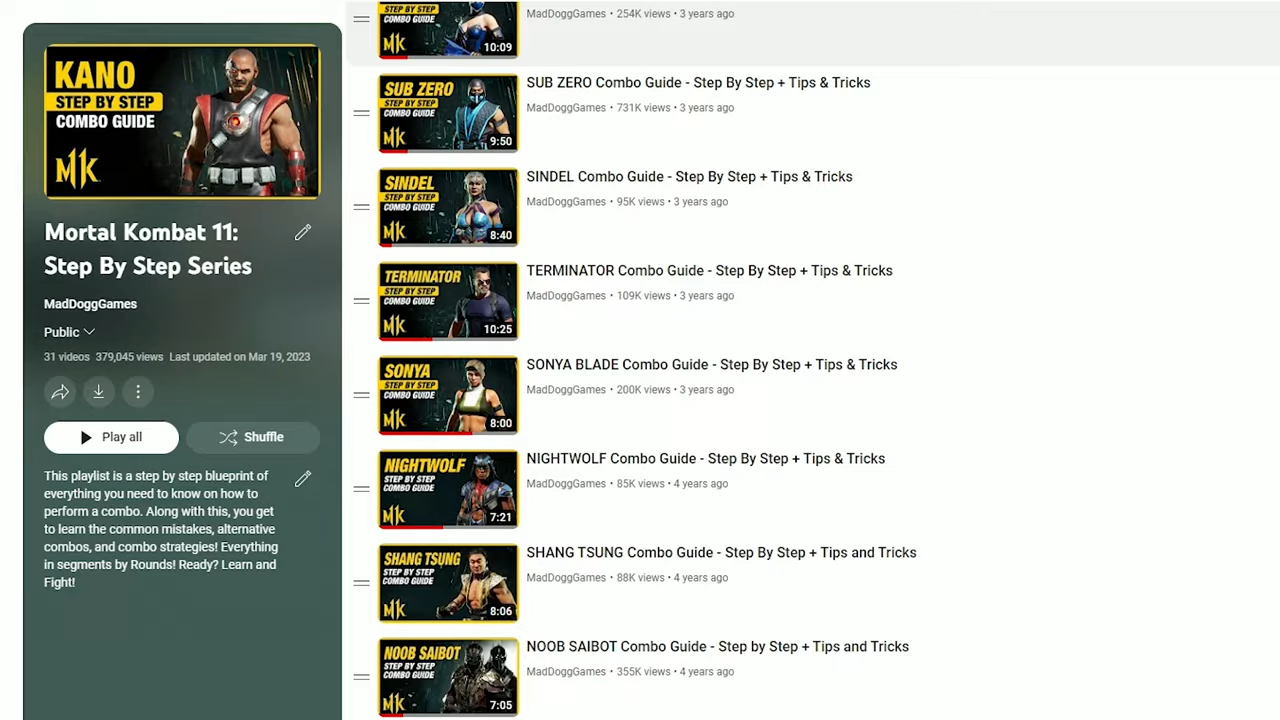 KANO
STEP BY STEP
COMBO GUIDE
MK
Mortal Kombat 11:
Step By Step Series
MadDoggGames
Public
31 videos 379,045 views Last updated on Mar 19, 2023
Play all
Shuffle
This playlist is a step by step blueprint of
everything you need to know on how to
perform a combo. Along with this, you get
to learn the common mistakes, alternative
combos, and combo strategies! Everything
in segments by Rounds! Ready? Learn and
Fight!
STEP BY STEP
COMBO GUIDE
MK
10:09
MadDoggGames • 254K views • 3 years ago
SUB ZERO
STEP BY STEP
COMBO GUIDE
MK
9:50
SUB ZERO Combo Guide - Step By Step + Tips & Tricks
MadDoggGames • 731K views • 3 years ago
SINDEL
STEP BY STEP
COMBO GUIDE
MK
8:40
SINDEL Combo Guide - Step By Step + Tips & Tricks
MadDoggGames • 95K views • 3 years ago
TERMINATOR
STEP BY STEP
COMBO GUIDE
MK
10:25
TERMINATOR Combo Guide - Step By Step + Tips & Tricks
MadDoggGames • 109K views • 3 years ago
SONYA
STEP BY STEP
COMBO GUIDE
MK
8:00
SONYA BLADE Combo Guide - Step By Step + Tips & Tricks
MadDoggGames • 200K views • 3 years ago
NIGHTWOLF
STEP BY STEP
COMBO GUIDE
MK
7:21
NIGHTWOLF Combo Guide - Step By Step + Tips & Tricks
MadDoggGames • 85K views • 4 years ago
SHANG TSUNG
STEP BY STEP
COMBO GUIDE
MK
8:06
SHANG TSUNG Combo Guide - Step By Step + Tips and Tricks
MadDoggGames • 88K views • 4 years ago
NOOB SAIBOT
STEP BY STEP
COMBO GUIDE
MK
7:05
NOOB SAIBOT Combo Guide - Step by Step + Tips and Tricks
MadDoggGames • 355K views • 4 years ago